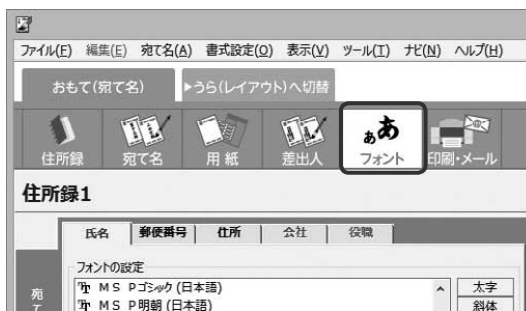 ファイル(F) 編集(E) 宛て名(A) 書式設定(O) 表示(V) ツール(T) ナビ(N) ヘルプ(H)
おもて(宛て名) ▶うら(レイアウト)へ切替
住所録 宛て名 用紙 差出人 ぁあ フォント 印刷・メール
住所録1
氏名 郵便番号 住所 会社 役職
フォントの設定
宛て
MS Pゴシック (日本語) 太字
MS P明朝 (日本語) 斜体